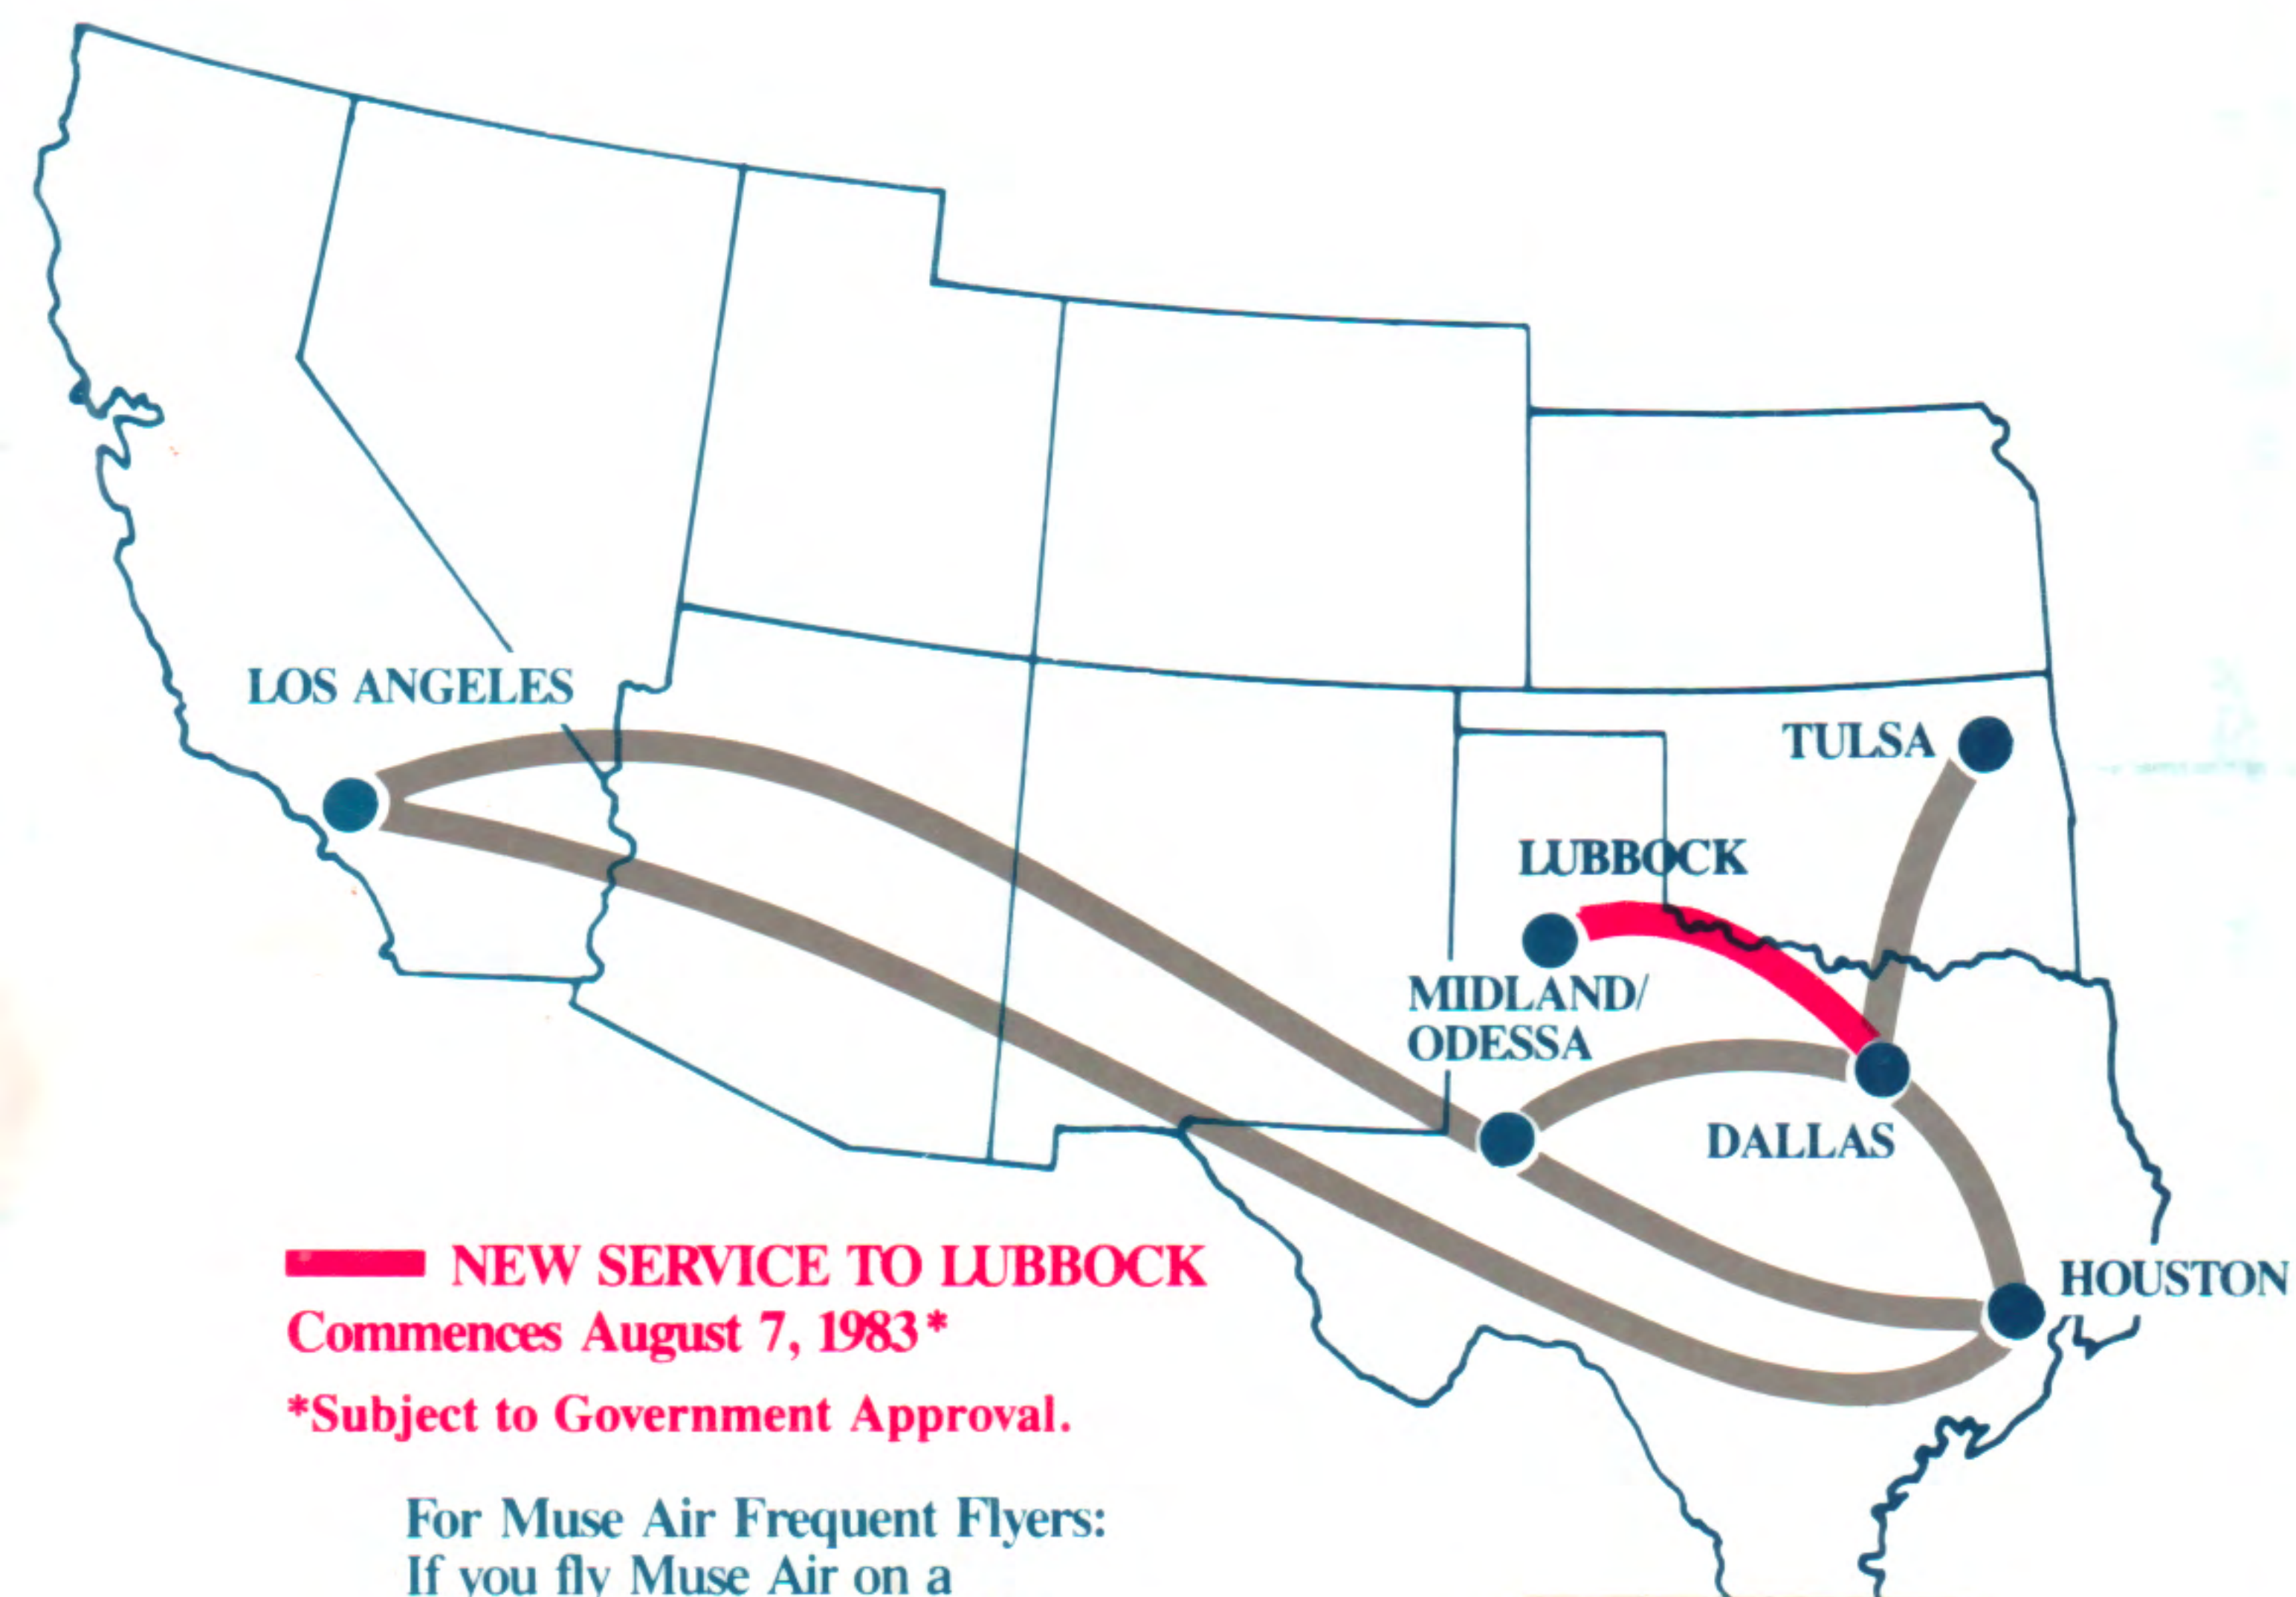 LOS ANGELES
TULSA
LUBBOCK
MIDLAND/
ODESSA
DALLAS
HOUSTON
NEW SERVICE TO LUBBOCK
Commences August 7, 1983*
*Subject to Government Approval.
For Muse Air Frequent Flyers:
If you fly Muse Air on a